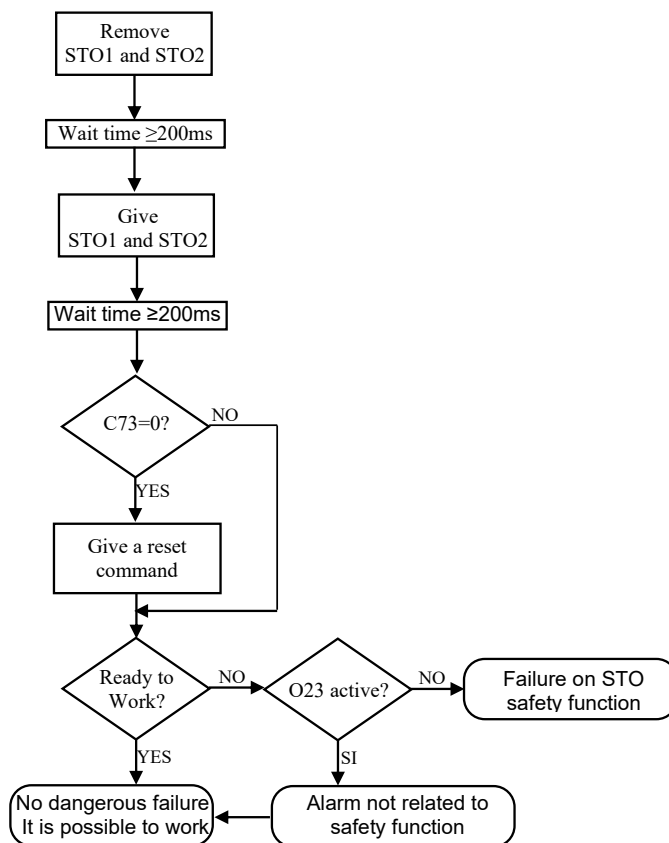 Remove
STO1 and STO2
Wait time ≥200ms
Give
STO1 and STO2
Wait time ≥200ms
C73=0?
NO
YES
Give a reset
command
Ready to
Work?
NO
O23 active?
NO
Failure on STO
safety function
YES
SI
No dangerous failure
It is possible to work
Alarm not related to
safety function